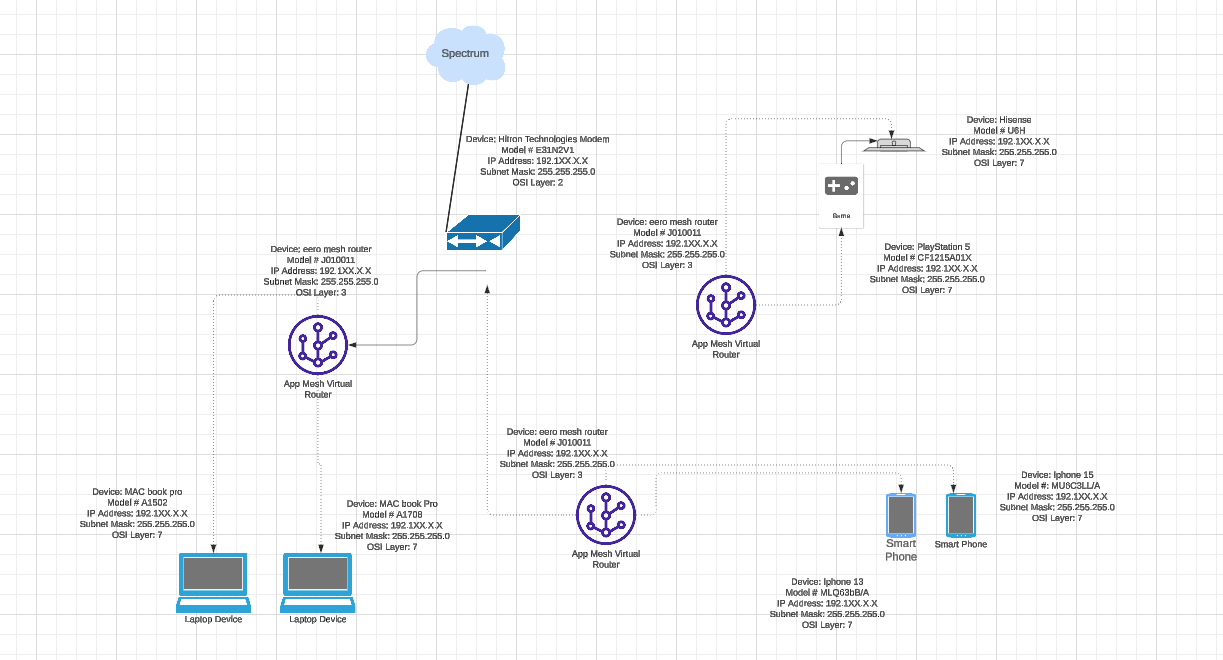 Spectrum
Device; Hitron Technologies Modem
Model # E31N2V1
IP Address: 192.1XX.X.X
Subnet Mask: 255.255.255.0
OSI Layer: 2
Device: Hisense
Model # U6H
IP Address: 192.1XX.X.X
Subnet Mask: 255.255.255.0
OSI Layer: 7
Game
Device: eero mesh router
Model # J010011
IP Address: 192.1XX.X.X
Subnet Mask: 255.255.255.0
OSI Layer: 3
App Mesh Virtual
Router
Device: PlayStation 5
Model # CF1215A01X
IP Address: 192.1XX.X.X
Subnet Mask: 255.255.255.0
OSI Layer: 7
Device; eero mesh router
Model # J010011
IP Address: 192.1XX.X.X
Subnet Mask: 255.255.255.0
OSI Layer: 3
App Mesh Virtual
Router
Device: eero mesh router
Model # J010011
IP Address: 192.1XX.X.X
Subnet Mask: 255.255.255.0
OSI Layer: 3
App Mesh Virtual
Router
Device: MAC book pro
Model # A1502
IP Address: 192.1XX.X.X
Subnet Mask: 255.255.255.0
OSI Layer: 7
Laptop Device
Device: MAC book Pro
Model # A1708
IP Address: 192.1XX.X.X
Subnet Mask: 255.255.255.0
OSI Layer: 7
Laptop Device
Smart
Phone
Smart Phone
Device: Iphone 15
IP Address: 192.1XX.X.X
Subnet Mask: 255.255.255.0
OSI Layer: 7
Device: Iphone 13
Model # MLQ63bB/A
IP Address: 192.1XX.X.X
Subnet Mask: 255.255.255.0
OSI Layer: 7